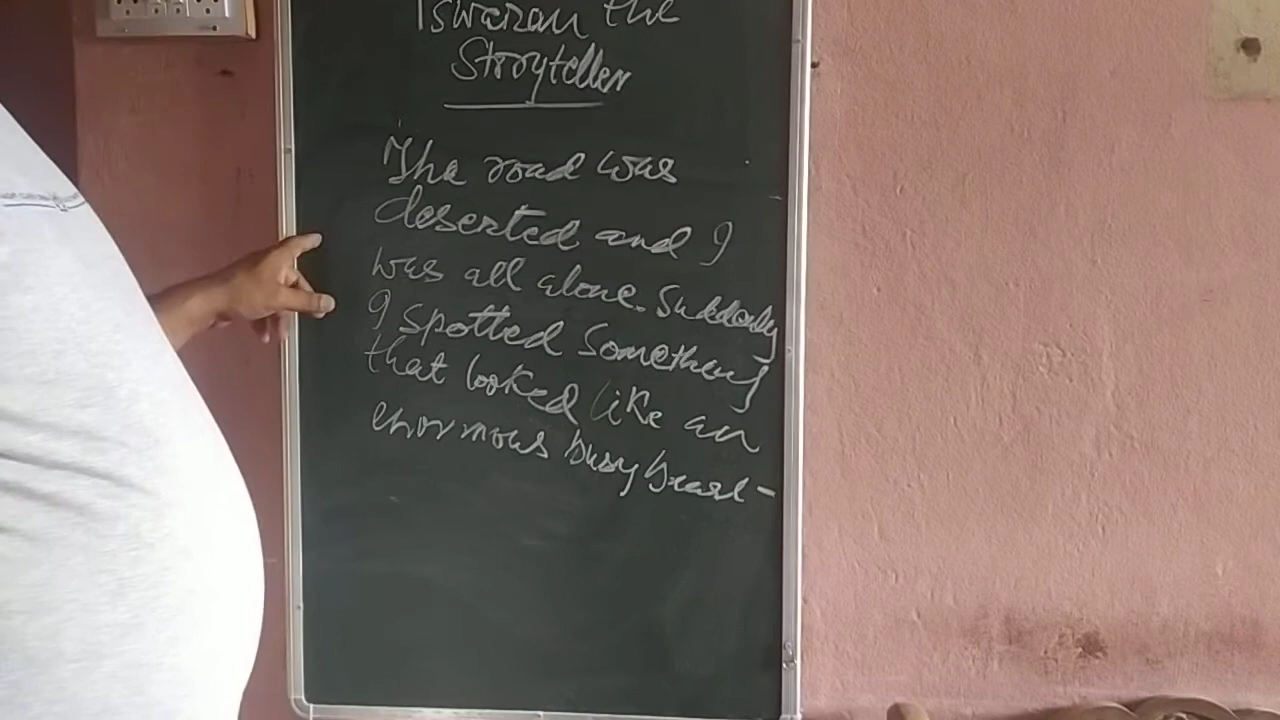 Iswaran the
Storyteller
The road was
deserted and I
was all alone. Suddenly
I spotted something
that looked like an
enormous busy beast -